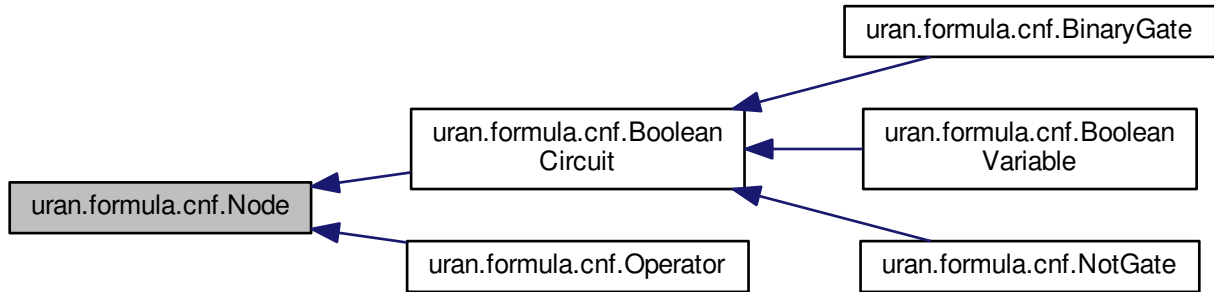 uran.formula.cnf.Node
uran.formula.cnf.Boolean
Circuit
uran.formula.cnf.Operator
uran.formula.cnf.BinaryGate
uran.formula.cnf.Boolean
Variable
uran.formula.cnf.NotGate